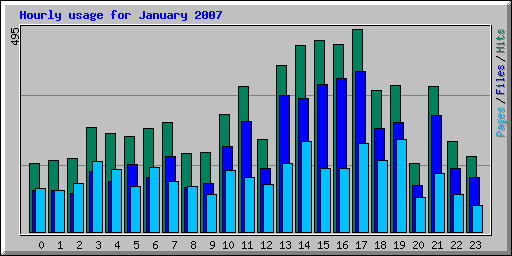 Hourly usage for January 2007
495
Pages / Files / Hits
0 1 2 3 4 5 6 7 8 9 10 11 12 13 14 15 16 17 18 19 20 21 22 23